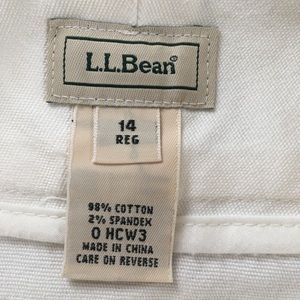 L.L.Bean®
14
REG
98% COTTON
2% SPANDEX
0 HCW3
MADE IN CHINA
CARE ON REVERSE